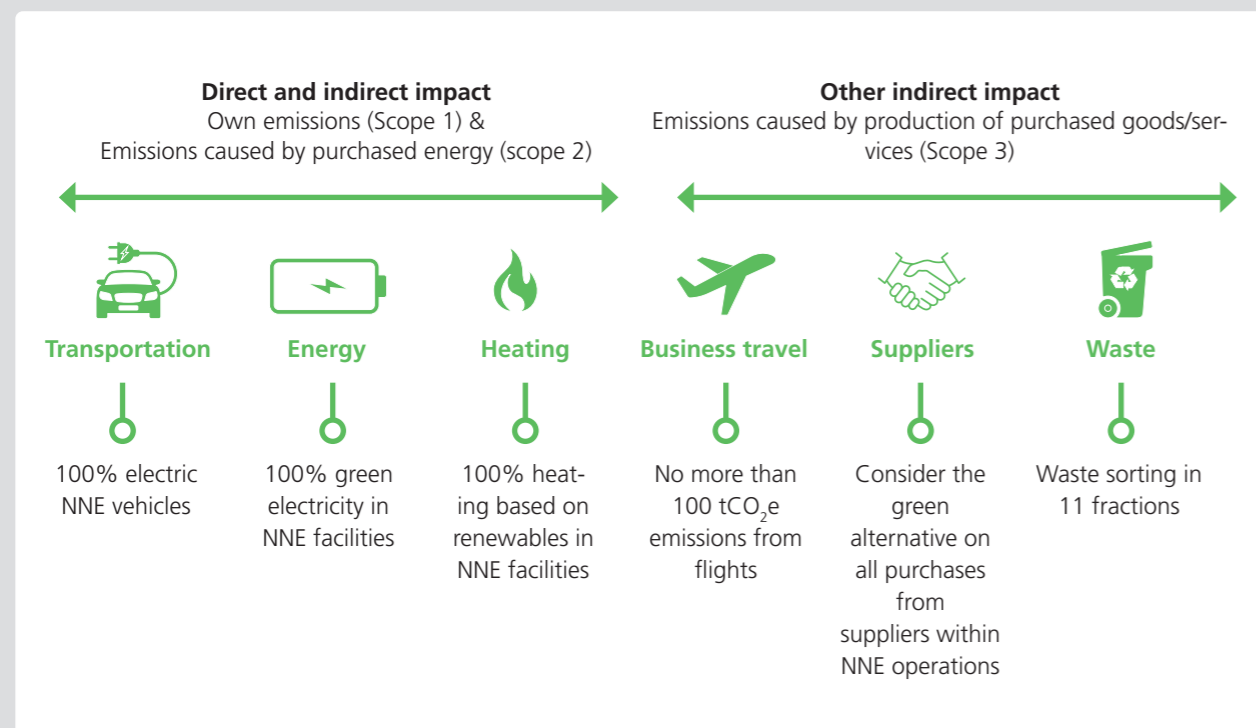 Direct and indirect impact
Own emissions (Scope 1) &
Emissions caused by purchased energy (scope 2)
Other indirect impact
Emissions caused by production of purchased goods/ser-
vices (Scope 3)
Transportation
100% electric
NNE vehicles
Energy
100% green
electricity in
NNE facilities
Heating
100% heat-
ing based on
renewables in
NNE facilities
Business travel
No more than
100 tCO₂e
emissions from
flights
Suppliers
Consider the
green
alternative on
all purchases
from
suppliers within
NNE operations
Waste
Waste sorting in
11 fractions